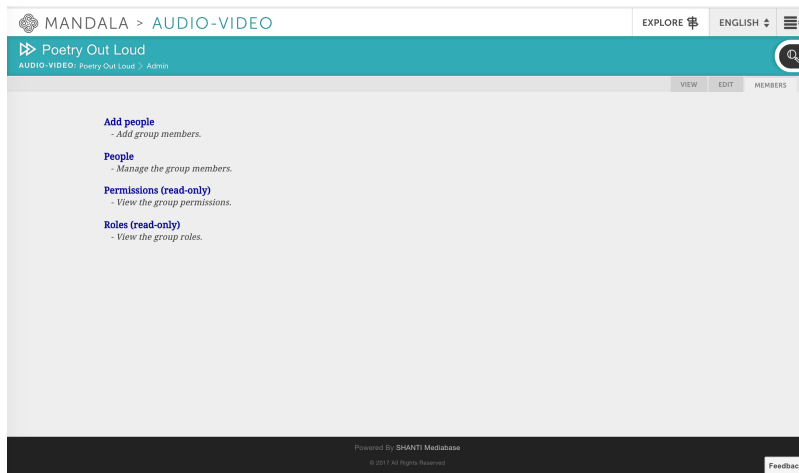 MANDALA > AUDIO-VIDEO
EXPLORE
ENGLISH
Poetry Out Loud
AUDIO-VIDEO: Poetry Out Loud > Admin
VIEW EDIT MEMBERS
Add people
- Add group members.
People
- Manage the group members.
Permissions (read-only)
- View the group permissions.
Roles (read-only)
- View the group roles.
Powered By SHANTI Mediabase
© 2017 All Rights Reserved
Feedbac